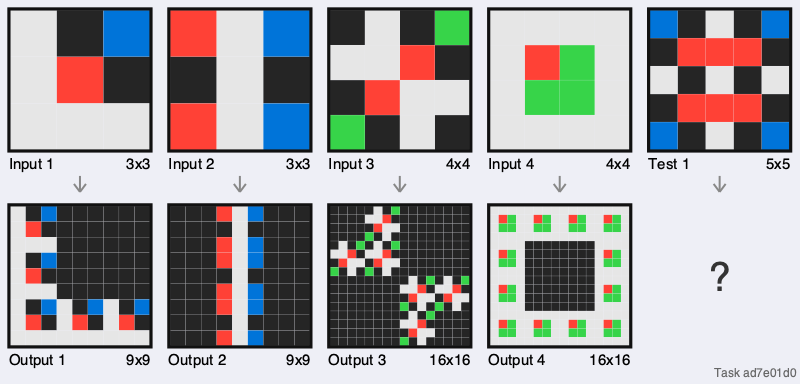 Input 1 3x3
Input 2 3x3
Input 3 4x4
Input 4 4x4
Test 1 5x5
?
Output 1 9x9
Output 2 9x9
Output 3 16x16
Output 4 16x16
Task ad7e01d0